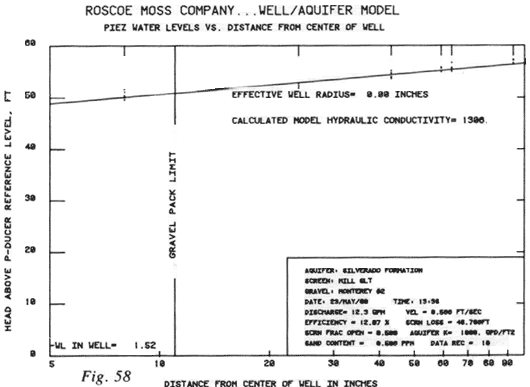 ROSCOE MOSS COMPANY...WELL/AQUIFER MODEL
PIEZ WATER LEVELS VS. DISTANCE FROM CENTER OF WELL
HEAD ABOVE P-DUCER REFERENCE LEVEL, FT
60
50
40
30
20
10
0
EFFECTIVE WELL RADIUS= 0.00 INCHES
CALCULATED MODEL HYDRAULIC CONDUCTIVITY= 1306.
GRAVEL PACK LIMIT
AQUIFER: SILVERADO FORMATION
SCREEN: MILL SLT
GRAVEL: MONTEREY 02
DATE: 29/MAY/80 TIME: 15:36
DISCHARGE= 12.3 GPM VEL = 0.500 FT/SEC
EFFICIENCY = 12.07 % SCRN LOSS = 46.700FT
SCRN FRAC OPEN = 0.500 AQUIFER K= 1000. GPD/FT2
SAND CONTENT = 0.500 PPM DATA REC = 10
-WL IN WELL= 1.52
5 10 20 30 40 50 60 70 80 90
Fig. 58
DISTANCE FROM CENTER OF WELL IN INCHES